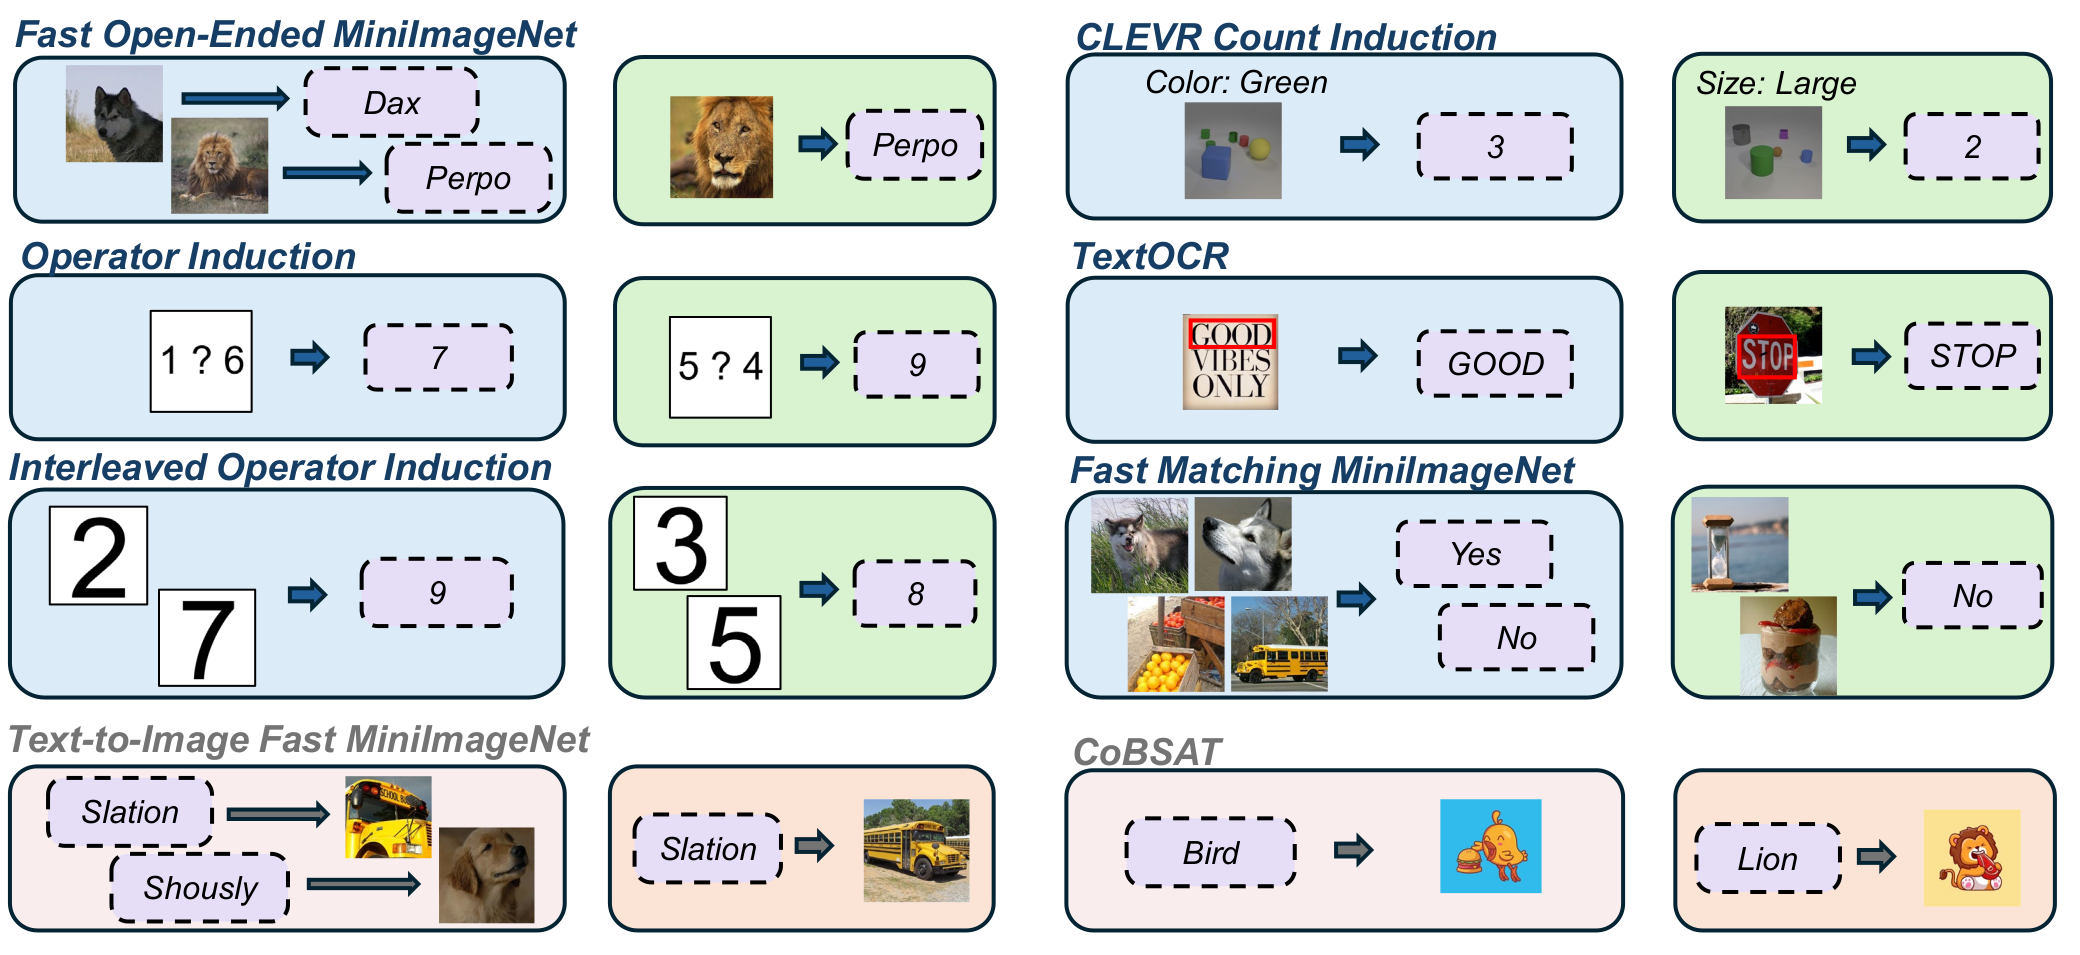 Fast Open-Ended MiniImageNet
Dax
Perpo
Perpo
CLEVR Count Induction
Color: Green
3
Size: Large
2
Operator Induction
1 ? 6
7
5 ? 4
9
TextOCR
GOOD
VIBES
ONLY
GOOD
STOP
STOP
Interleaved Operator Induction
2
7
9
3
5
8
Fast Matching MiniImageNet
Yes
No
No
Text-to-Image Fast MiniImageNet
Slation
SCHOOL BUS
Shously
Slation
CoBSAT
Bird
Lion